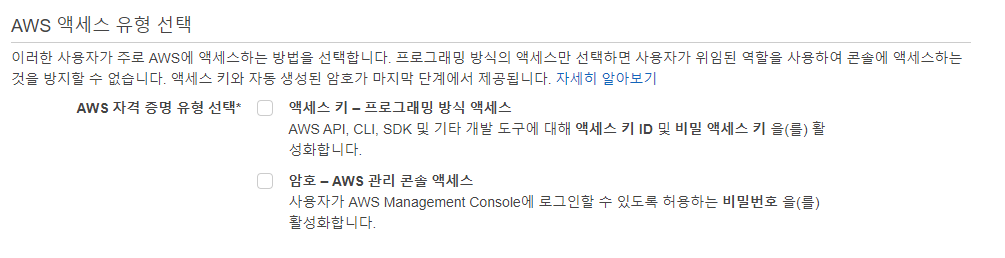 AWS 액세스 유형 선택
이러한 사용자가 주로 AWS에 액세스하는 방법을 선택합니다. 프로그래밍 방식의 액세스만 선택하면 사용자가 위임된 역할을 사용하여 콘솔에 액세스하는
것을 방지할 수 없습니다. 액세스 키와 자동 생성된 암호가 마지막 단계에서 제공됩니다. 자세히 알아보기
AWS 자격 증명 유형 선택* 액세스 키 – 프로그래밍 방식 액세스
AWS API, CLI, SDK 및 기타 개발 도구에 대해 액세스 키 ID 및 비밀 액세스 키 을(를) 활
성화합니다.
암호 – AWS 관리 콘솔 액세스
사용자가 AWS Management Console에 로그인할 수 있도록 허용하는 비밀번호 을(를)
활성화합니다.